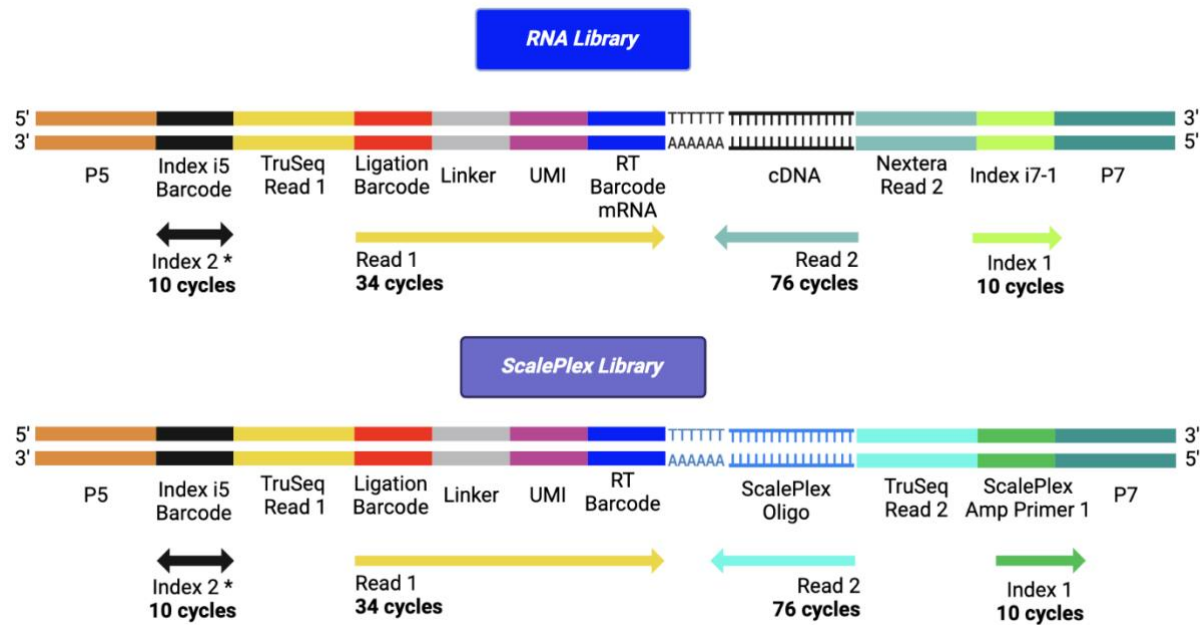 RNA Library
5' TTTTTT 3'
3' AAAAAA 5'
P5
Index i5
Barcode
TruSeq
Read 1
Ligation
Barcode
Linker
UMI
RT
Barcode
mRNA
cDNA
Nextera
Read 2
Index i7-1
P7
Index 2 *
10 cycles
Read 1
34 cycles
Read 2
76 cycles
Index 1
10 cycles
ScalePlex Library
5' TTTTTT 3'
3' AAAAAA 5'
P5
Index i5
Barcode
TruSeq
Read 1
Ligation
Barcode
Linker
UMI
RT
Barcode
ScalePlex
Oligo
TruSeq
Read 2
ScalePlex
Amp Primer 1
P7
Index 2 *
10 cycles
Read 1
34 cycles
Read 2
76 cycles
Index 1
10 cycles